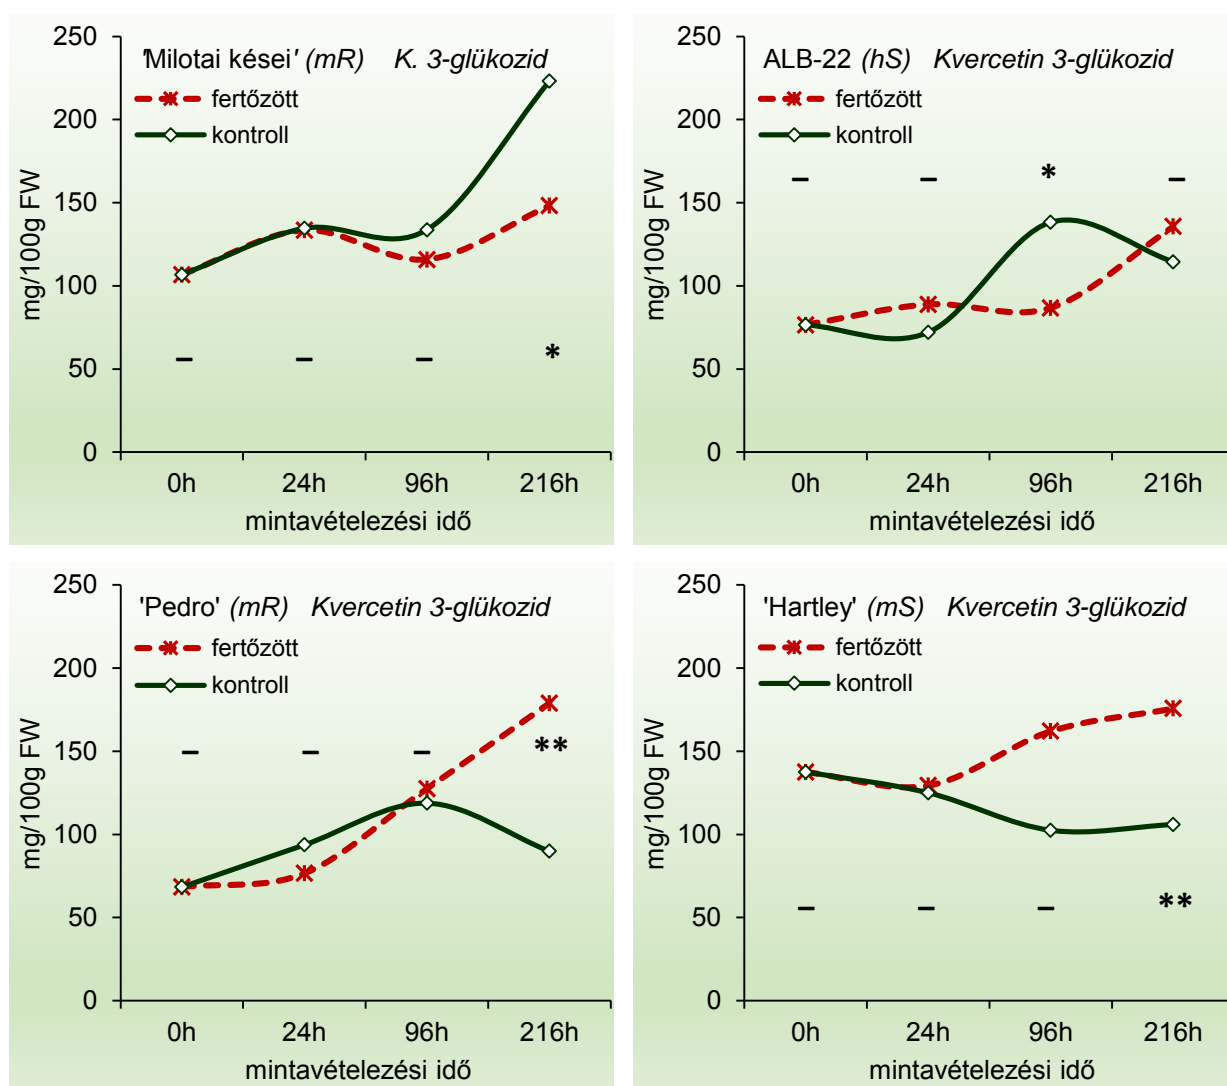 'Milotai kései' (mR) K. 3-glükozid
fertőzött
kontroll
250
200
150
100
50
0
mg/100g FW
0h 24h 96h 216h
mintavételezési idő
– – – *
ALB-22 (hS) Kvercetin 3-glükozid
fertőzött
kontroll
250
200
150
100
50
0
mg/100g FW
– – * –
0h 24h 96h 216h
mintavételezési idő
'Pedro' (mR) Kvercetin 3-glükozid
fertőzött
kontroll
250
200
150
100
50
0
mg/100g FW
– – – **
0h 24h 96h 216h
mintavételezési idő
'Hartley' (mS) Kvercetin 3-glükozid
fertőzött
kontroll
250
200
150
100
50
0
mg/100g FW
– – – **
0h 24h 96h 216h
mintavételezési idő